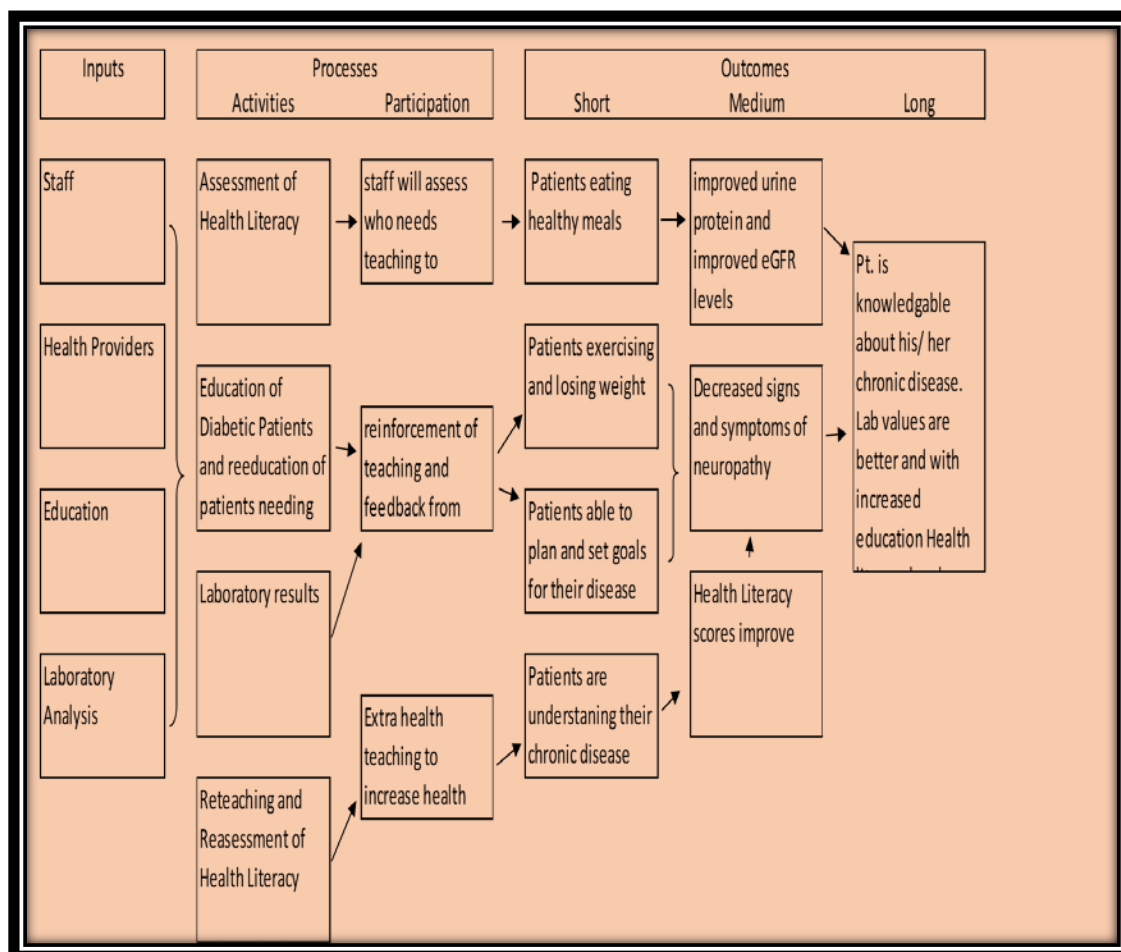 Inputs
Processes
Activities Participation
Outcomes
Short Medium Long
Staff
Health Providers
Education
Laboratory
Analysis
Assessment of
Health Literacy
Education of
Diabetic Patients
and reeducation of
patients needing
Laboratory results
Reteaching and
Reasessment of
Health Literacy
staff will assess
who needs
teaching to
reinforcement of
teaching and
feedback from
Extra health
teaching to
increase health
Patients eating
healthy meals
Patients exercising
and losing weight
Patients able to
plan and set goals
for their disease
Patients are
understaning their
chronic disease
improved urine
protein and
improved eGFR
levels
Decreased signs
and symptoms of
neuropathy
Health Literacy
scores improve
Pt. is
knowledgable
about his/ her
chronic disease.
Lab values are
better and with
increased
education Health